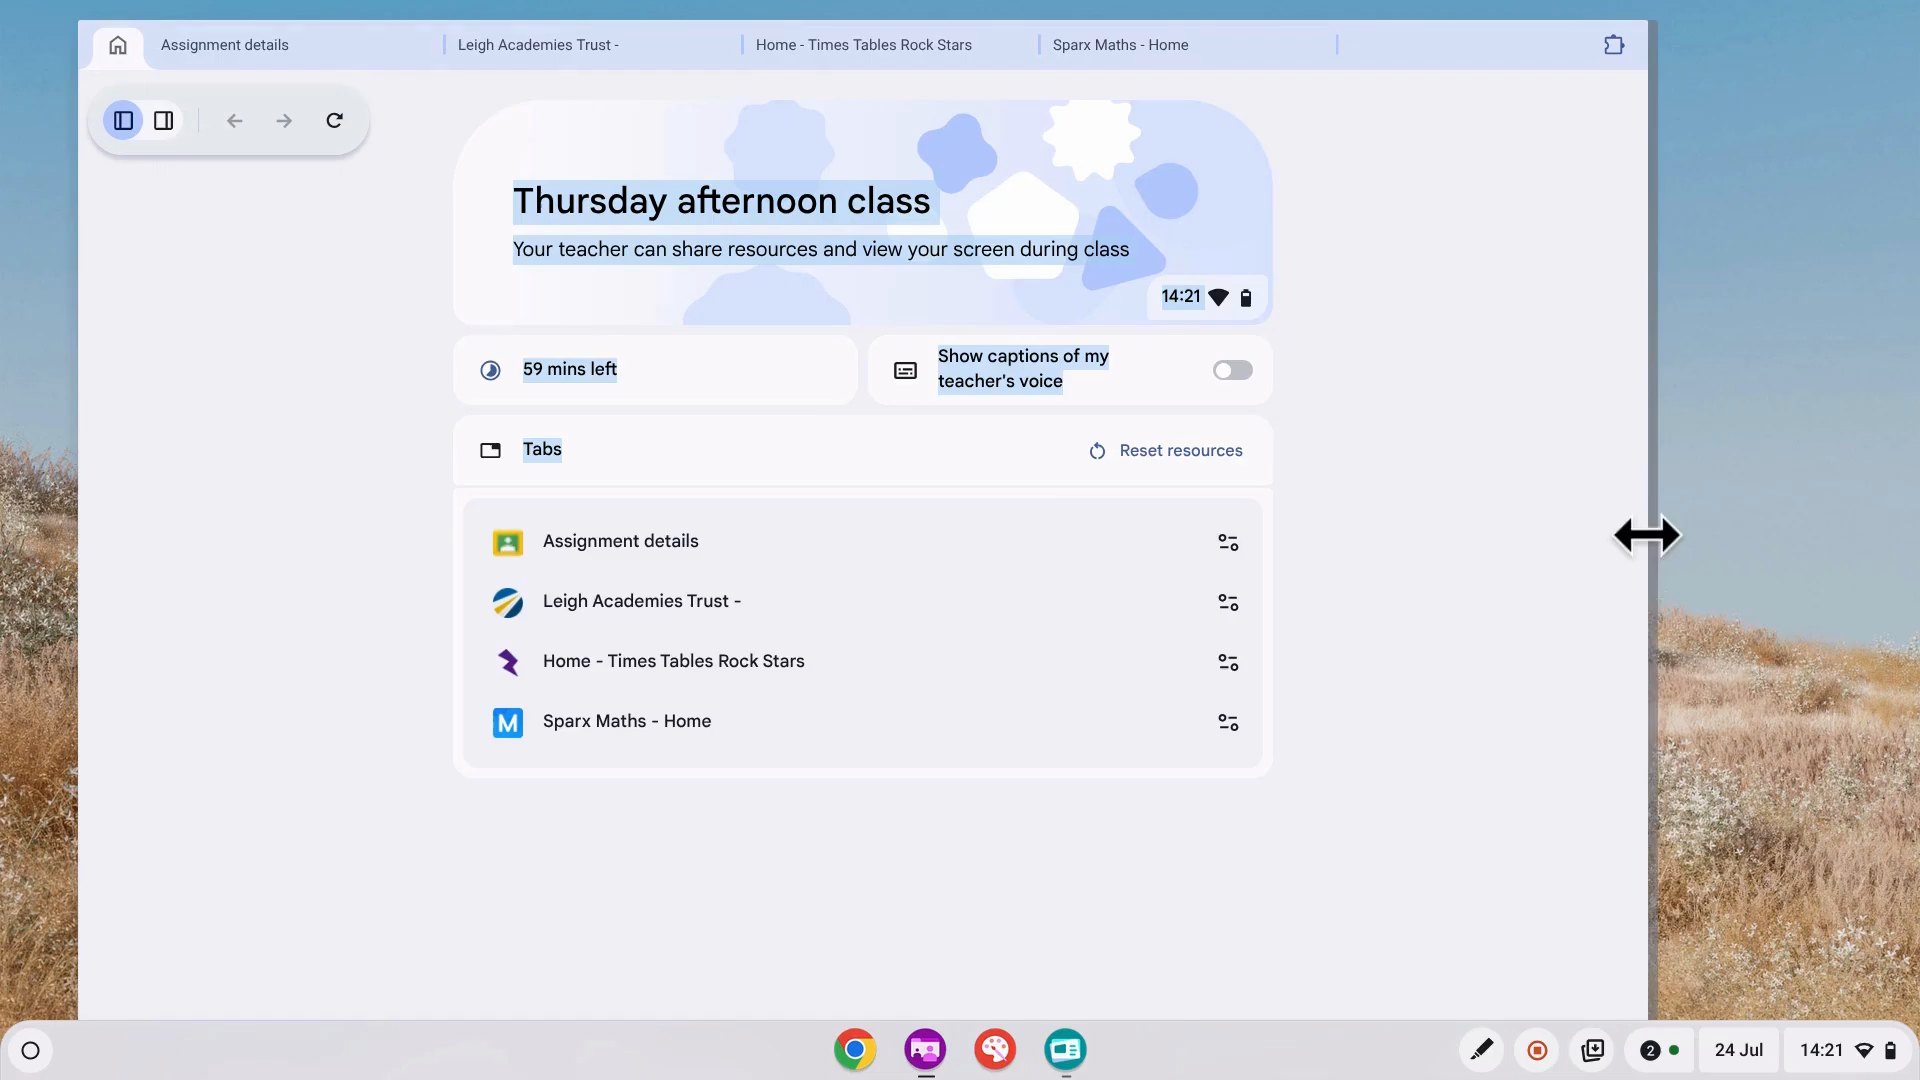 Assignment details
Leigh Academies Trust -
Home - Times Tables Rock Stars
Sparx Maths - Home
Thursday afternoon class
Your teacher can share resources and view your screen during class
14:21
59 mins left
Show captions of my
teacher's voice
Tabs
Reset resources
Assignment details
Leigh Academies Trust -
Home - Times Tables Rock Stars
M
Sparx Maths - Home
2
24 Jul
14:21